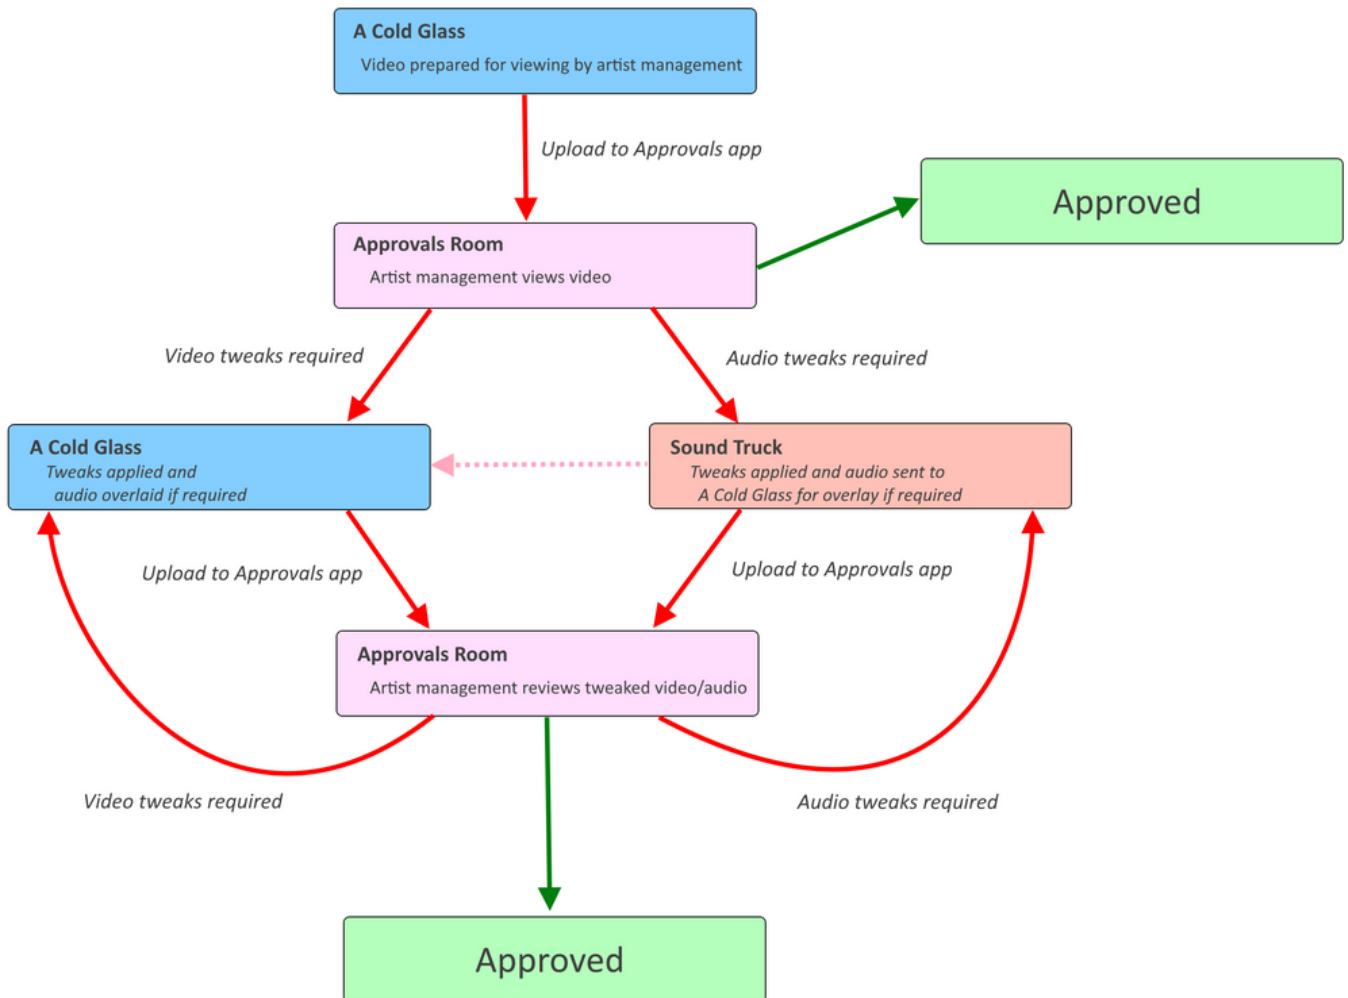 A Cold Glass
Video prepared for viewing by artist management
Upload to Approvals app
Approved
Approvals Room
Artist management views video
Video tweaks required
Audio tweaks required
A Cold Glass
Tweaks applied and
audio overlaid if required
Sound Truck
Tweaks applied and audio sent to
A Cold Glass for overlay if required
Upload to Approvals app
Upload to Approvals app
Approvals Room
Artist management reviews tweaked video/audio
Video tweaks required
Audio tweaks required
Approved